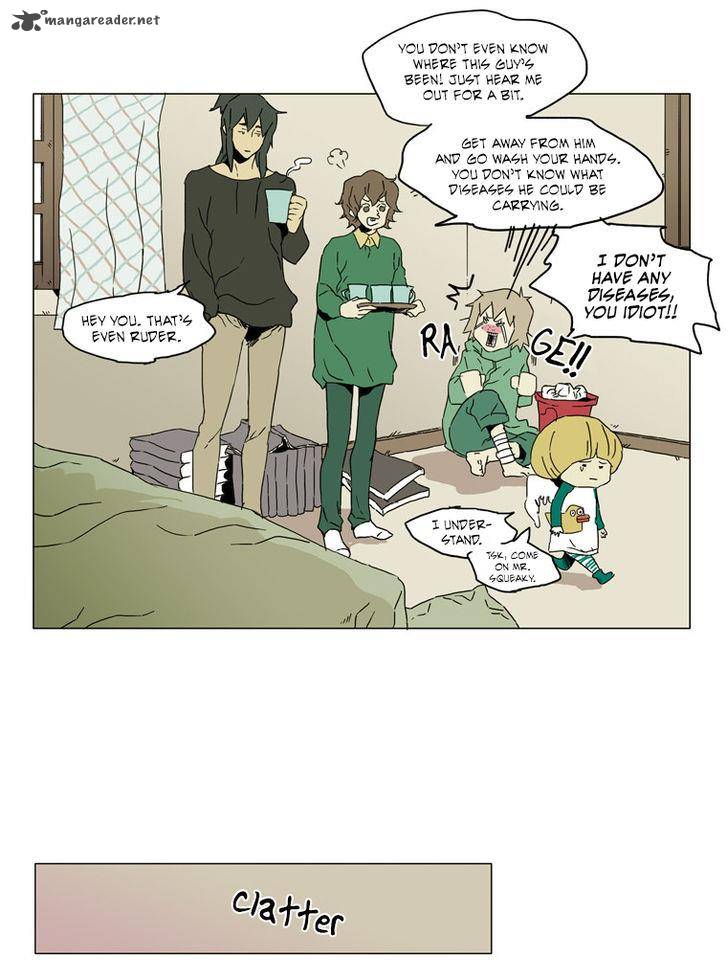 mangareader.net
YOU DON'T EVEN KNOW
WHERE THIS GUY'S
BEEN! JUST HEAR ME
OUT FOR A BIT.
GET AWAY FROM HIM
AND GO WASH YOUR HANDS.
YOU DON'T KNOW WHAT
DISEASES HE COULD BE
CARRYING.
I DON'T
HAVE ANY
DISEASES,
YOU IDIOT!!
HEY YOU. THAT'S
EVEN RUDER.
RA GE!!
I UNDER-
STAND.
TSK, COME
ON MR.
SQUEAKY.
clatter